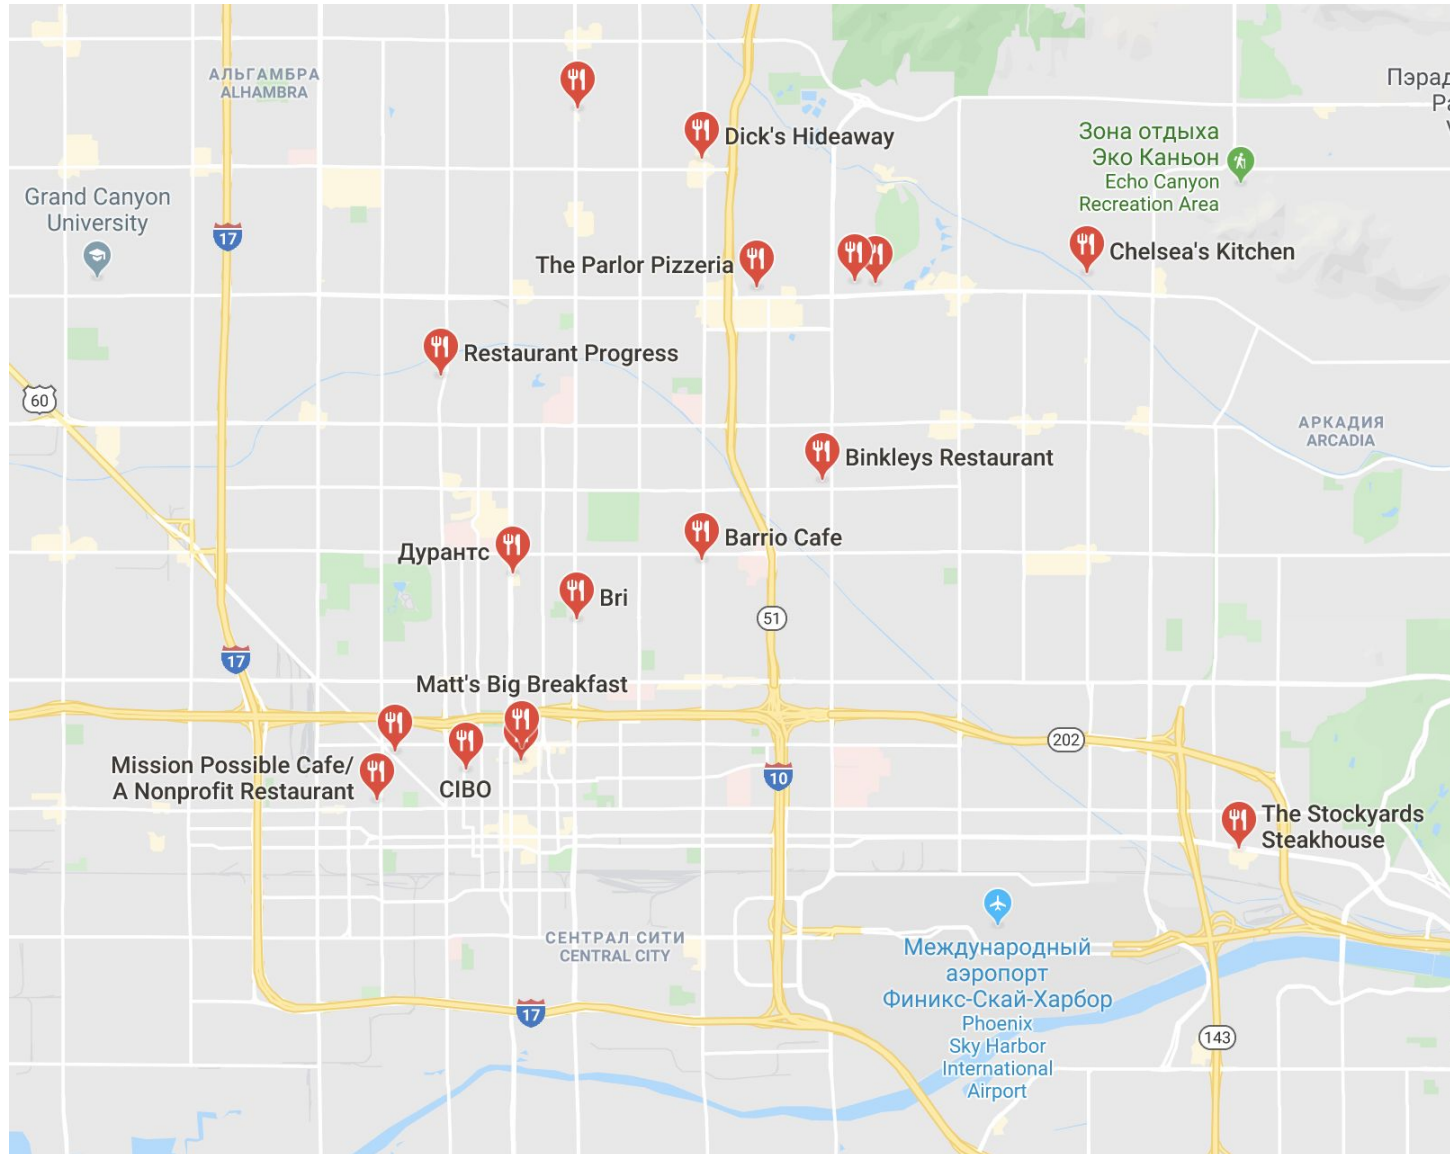 АЛЬГАМБРА
ALHAMBRA
Пэрад
Pa
V
Dick's Hideaway
Зона отдыха
Эко Каньон
Echo Canyon
Recreation Area
Grand Canyon
University
17
The Parlor Pizzeria
Chelsea's Kitchen
Restaurant Progress
60
АРКАДИЯ
ARCADIA
Binkleys Restaurant
Barrio Cafe
Дурантс
Bri
51
17
Matt's Big Breakfast
202
Mission Possible Cafe/
A Nonprofit Restaurant
CIBO
10
The Stockyards
Steakhouse
СЕНТРАЛ СИТИ
CENTRAL CITY
Международный
аэропорт
Финикс-Скай-Харбор
Phoenix
Sky Harbor
International
Airport
17
143